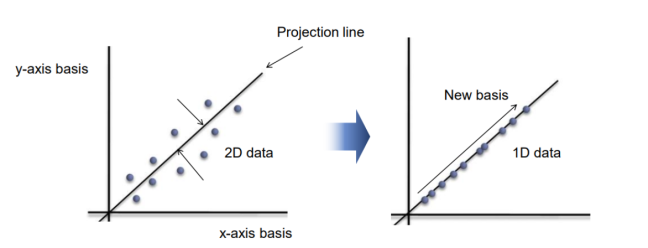 Projection line
y-axis basis
2D data
x-axis basis
New basis
1D data